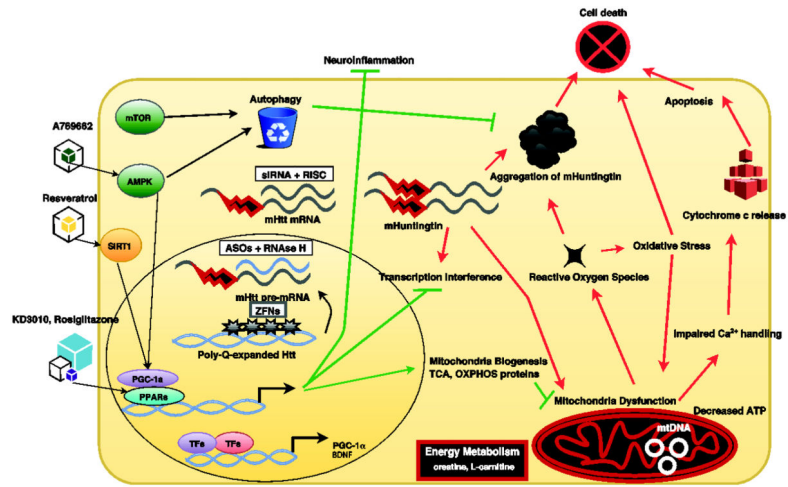 Cell death
Neuroinflammation
mTOR
Autophagy
Apoptosis
A769662
AMPK
siRNA + RISC
Aggregation of mHuntingtin
mHtt mRNA
mHuntingtin
Cytochrome c release
Resveratrol
SIRT1
ASOs + RNAse H
Oxidative Stress
Transcription Interference
Reactive Oxygen Species
mHtt pre-mRNA
ZFNs
KD3010, Rosiglitazone
Impaired Ca²⁺ handling
Poly-Q-expanded Htt
PGC-1α
PPARs
Mitochondria Biogenesis
TCA, OXPHOS proteins
Mitochondria Dysfunction
Decreased ATP
mtDNA
TFs
TFs
PGC-1α
BDNF
Energy Metabolism
creatine, L-carnitine